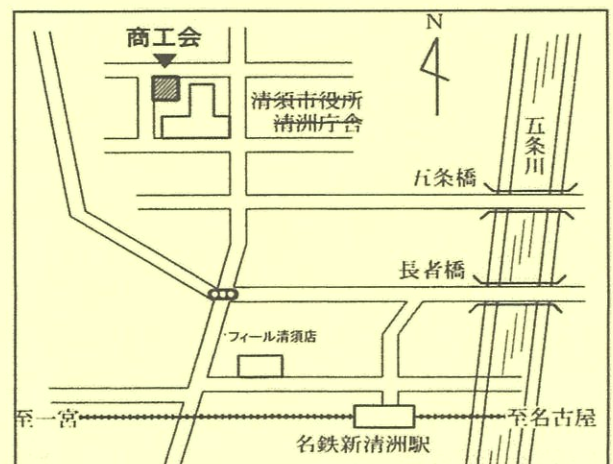 商工会
N
清須市役所
清洲庁舎
五条川
五条橋
長者橋
フィール清須店
至一宮
至名古屋
名鉄新清洲駅